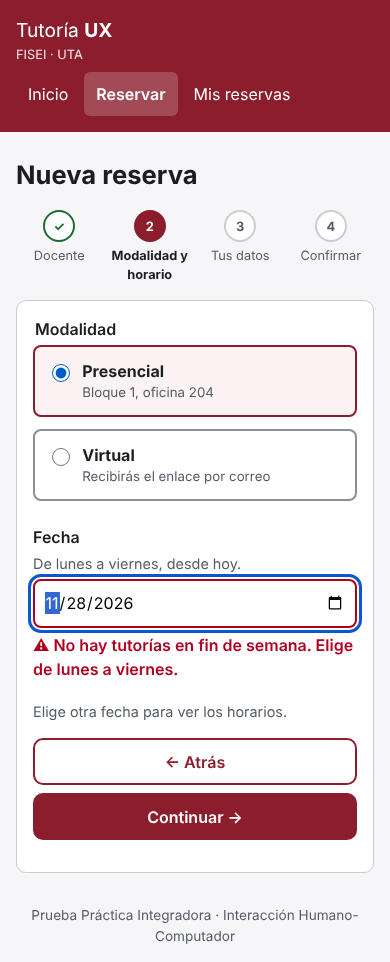 Tutoría UX
FISEI · UTA
Inicio Reservar Mis reservas
Nueva reserva
✓ 2 3 4
Docente Modalidad y horario Tus datos Confirmar
Modalidad
Presencial
Bloque 1, oficina 204
Virtual
Recibirás el enlace por correo
Fecha
De lunes a viernes, desde hoy.
11/28/2026
⚠ No hay tutorías en fin de semana. Elige
de lunes a viernes.
Elige otra fecha para ver los horarios.
← Atrás
Continuar →
Prueba Práctica Integradora · Interacción Humano-
Computador